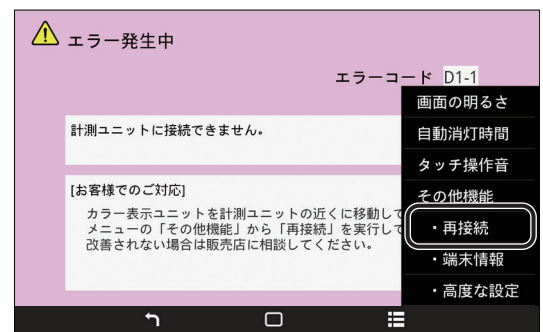 エラー発生中
エラーコード D1-1
計測ユニットに接続できません。
[お客様でのご対応]
カラー表示ユニットを計測ユニットの近くに移動して
メニューの「その他機能」から「再接続」を実行して
改善されない場合は販売店に相談してください。
画面の明るさ
自動消灯時間
タッチ操作音
その他機能
・再接続
・端末情報
・高度な設定